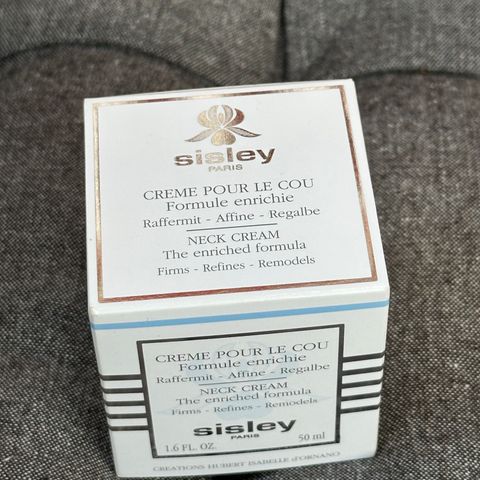 sisley
PARIS
CREME POUR LE COU
Formule enrichie
Raffermit - Affine - Regalbe
NECK CREAM
The enriched formula
Firms - Refines - Remodels
CREME POUR LE COU
Formule enrichie
Raffermit - Affine - Regalbe
NECK CREAM
The enriched formula
Firms - Refines - Remodels
sisley
PARIS
1.6 FL. OZ. 50 ml
CREATIONS HUBERT ISABELLE d'ORNANO